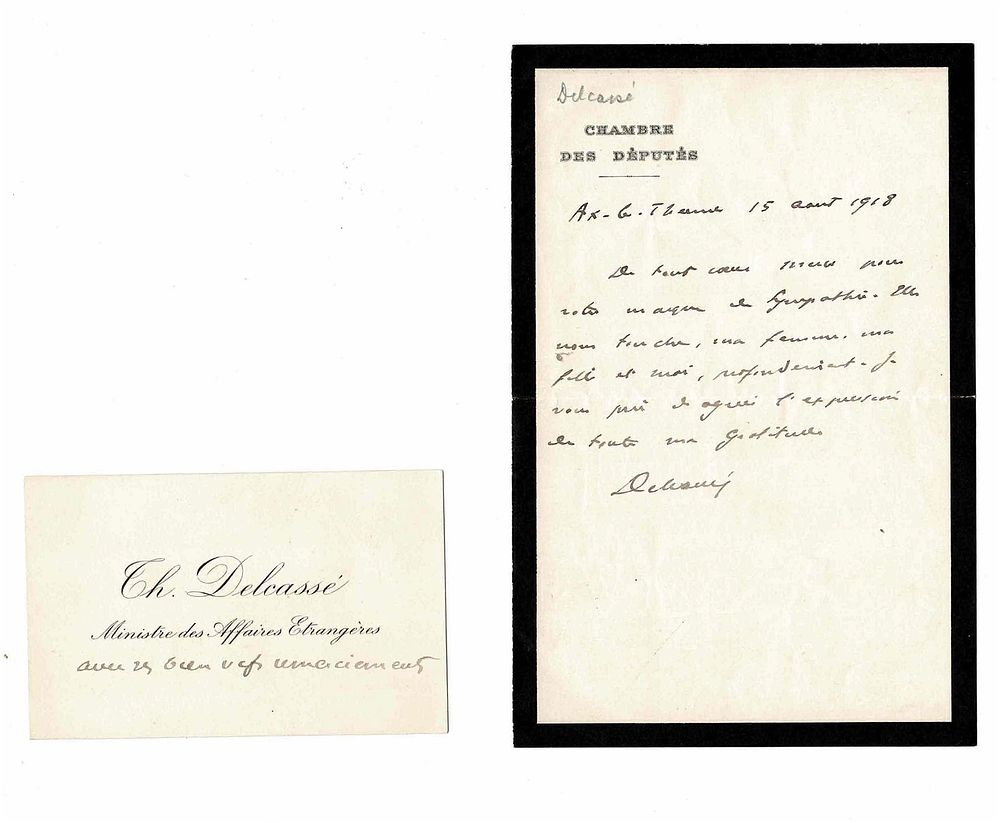 Delcassé
CHAMBRE
DES DÉPUTÉS
Ax-les-Thermes 15 aout 1918
De tout coeur merci pour
votre marque de sympathie. Elle
nous touche, ma femme, ma
fille et moi, profondément. Je
vous prie d'agréer l'expression
de toute ma gratitude
Delcassé
Th. Delcassé
Ministre des Affaires Etrangères
avec ses bien vifs remerciements